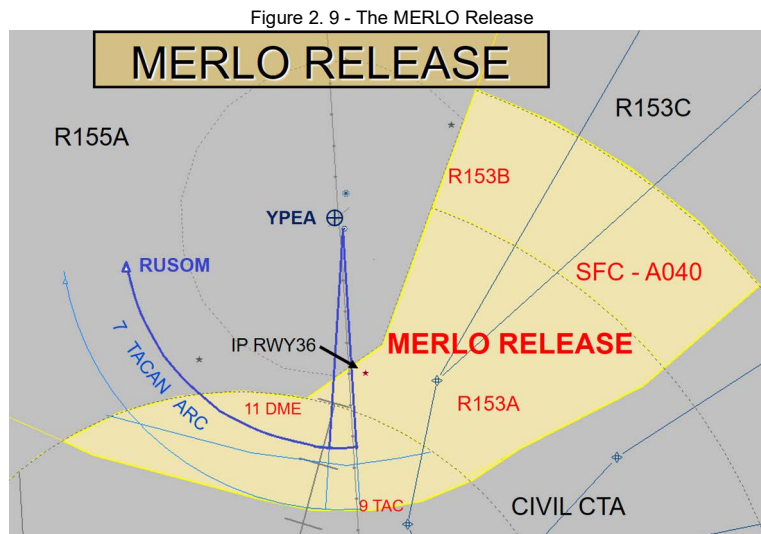 Figure 2. 9 - The MERLO Release
MERLO RELEASE
R153C
R155A
R153B
YPEA
RUSOM
SFC - A040
IP RWY36
MERLO RELEASE
7 TACAN ARC
11 DME
R153A
9 TAC
CIVIL CTA